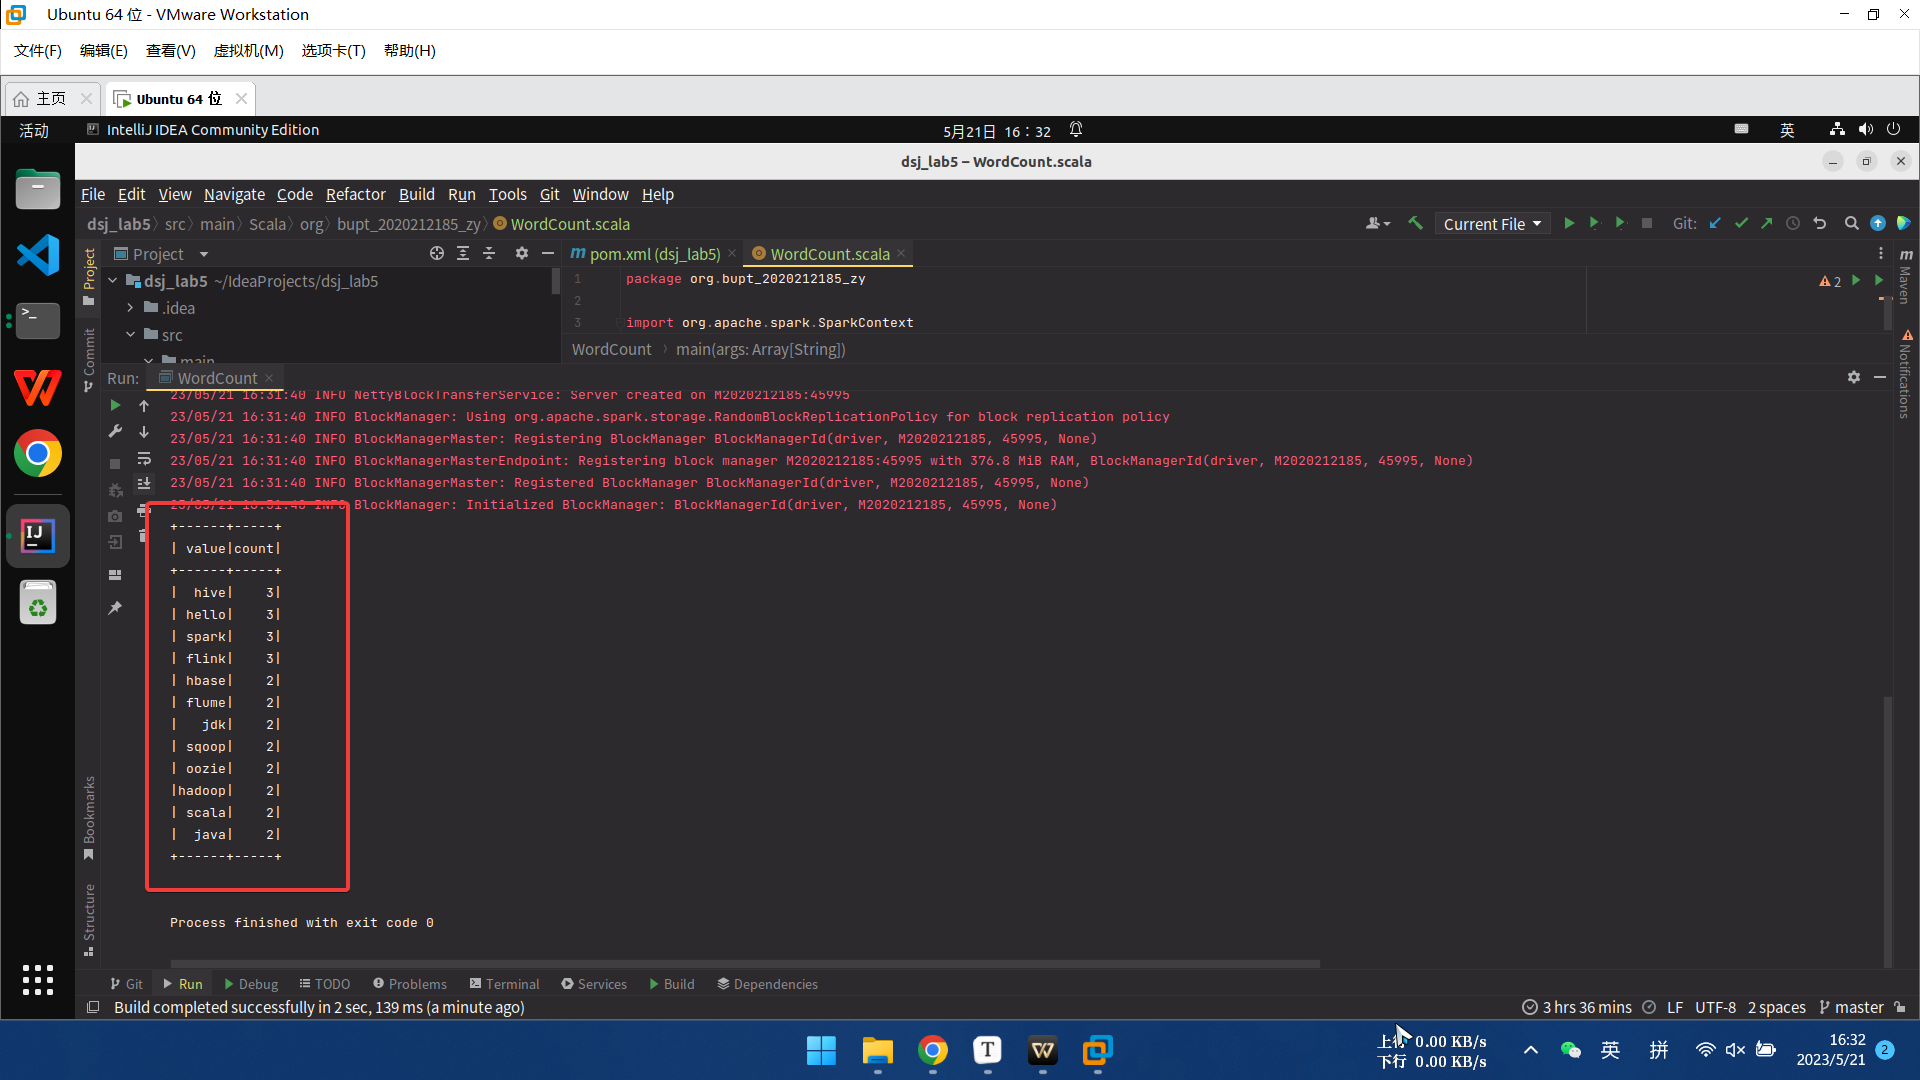 Ubuntu 64 位 - VMware Workstation
文件(F) 编辑(E) 查看(V) 虚拟机(M) 选项卡(T) 帮助(H)
主页 Ubuntu 64 位
活动 IntelliJ IDEA Community Edition 5月21日 16：32 英
dsj_lab5 – WordCount.scala
File Edit View Navigate Code Refactor Build Run Tools Git Window Help
dsj_lab5 src main Scala org bupt_2020212185_zy WordCount.scala Current File Git:
Project pom.xml (dsj_lab5) WordCount.scala
dsj_lab5 ~/IdeaProjects/dsj_lab5
.idea
src
main
1 package org.bupt_2020212185_zy
2
3 import org.apache.spark.SparkContext
2
WordCount main(args: Array[String])
Project
Commit
Maven
Notifications
Run: WordCount
23/05/21 16:31:40 INFO NettyBlockTransferService: Server created on M2020212185:45995
23/05/21 16:31:40 INFO BlockManager: Using org.apache.spark.storage.RandomBlockReplicationPolicy for block replication policy
23/05/21 16:31:40 INFO BlockManagerMaster: Registering BlockManager BlockManagerId(driver, M2020212185, 45995, None)
23/05/21 16:31:40 INFO BlockManagerMasterEndpoint: Registering block manager M2020212185:45995 with 376.8 MiB RAM, BlockManagerId(driver, M2020212185, 45995, None)
23/05/21 16:31:40 INFO BlockManagerMaster: Registered BlockManager BlockManagerId(driver, M2020212185, 45995, None)
23/05/21 16:31:40 INFO BlockManager: Initialized BlockManager: BlockManagerId(driver, M2020212185, 45995, None)
+------+-----+
| value|count|
+------+-----+
|  hive|    3|
| hello|    3|
| spark|    3|
| flink|    3|
| hbase|    2|
| flume|    2|
|   jdk|    2|
| sqoop|    2|
| oozie|    2|
|hadoop|    2|
| scala|    2|
|  java|    2|
+------+-----+
Process finished with exit code 0
Bookmarks
Structure
Git Run Debug TODO Problems Terminal Services Build Dependencies
Build completed successfully in 2 sec, 139 ms (a minute ago) 3 hrs 36 mins LF UTF-8 2 spaces master
上行 0.00 KB/s
下行 0.00 KB/s
英 拼
16:32
2023/5/21
2